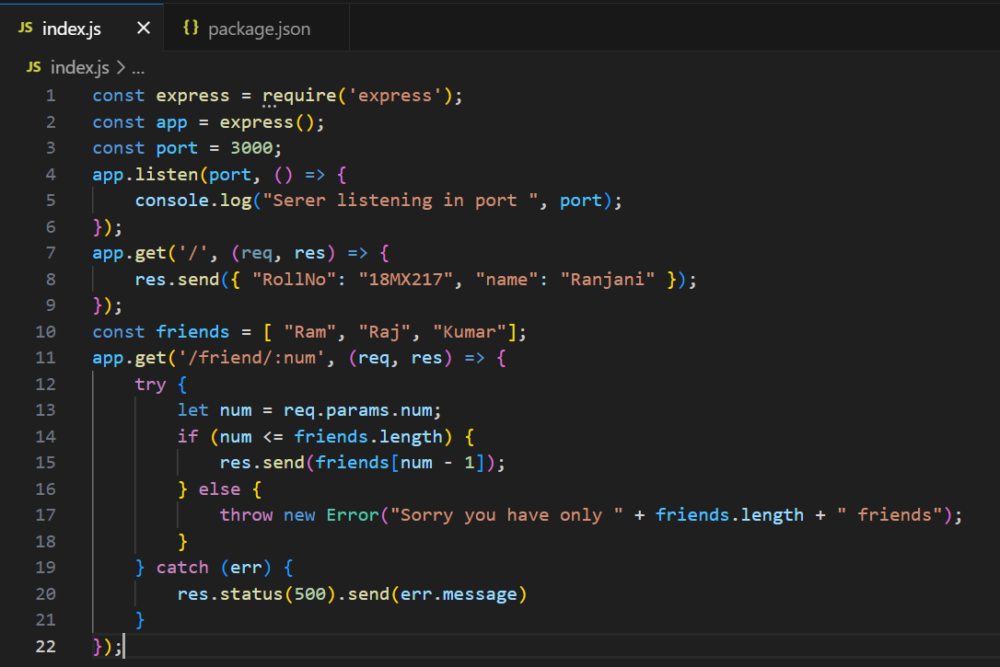 JS index.js × {} package.json
JS index.js > ...
1 const express = require('express');
2 const app = express();
3 const port = 3000;
4 app.listen(port, () => {
5     console.log("Serer listening in port ", port);
6 });
7 app.get('/', (req, res) => {
8     res.send({ "RollNo": "18MX217", "name": "Ranjani" });
9 });
10 const friends = [ "Ram", "Raj", "Kumar"];
11 app.get('/friend/:num', (req, res) => {
12     try {
13         let num = req.params.num;
14         if (num <= friends.length) {
15             res.send(friends[num - 1]);
16         } else {
17             throw new Error("Sorry you have only " + friends.length + " friends");
18         }
19     } catch (err) {
20         res.status(500).send(err.message)
21     }
22 });